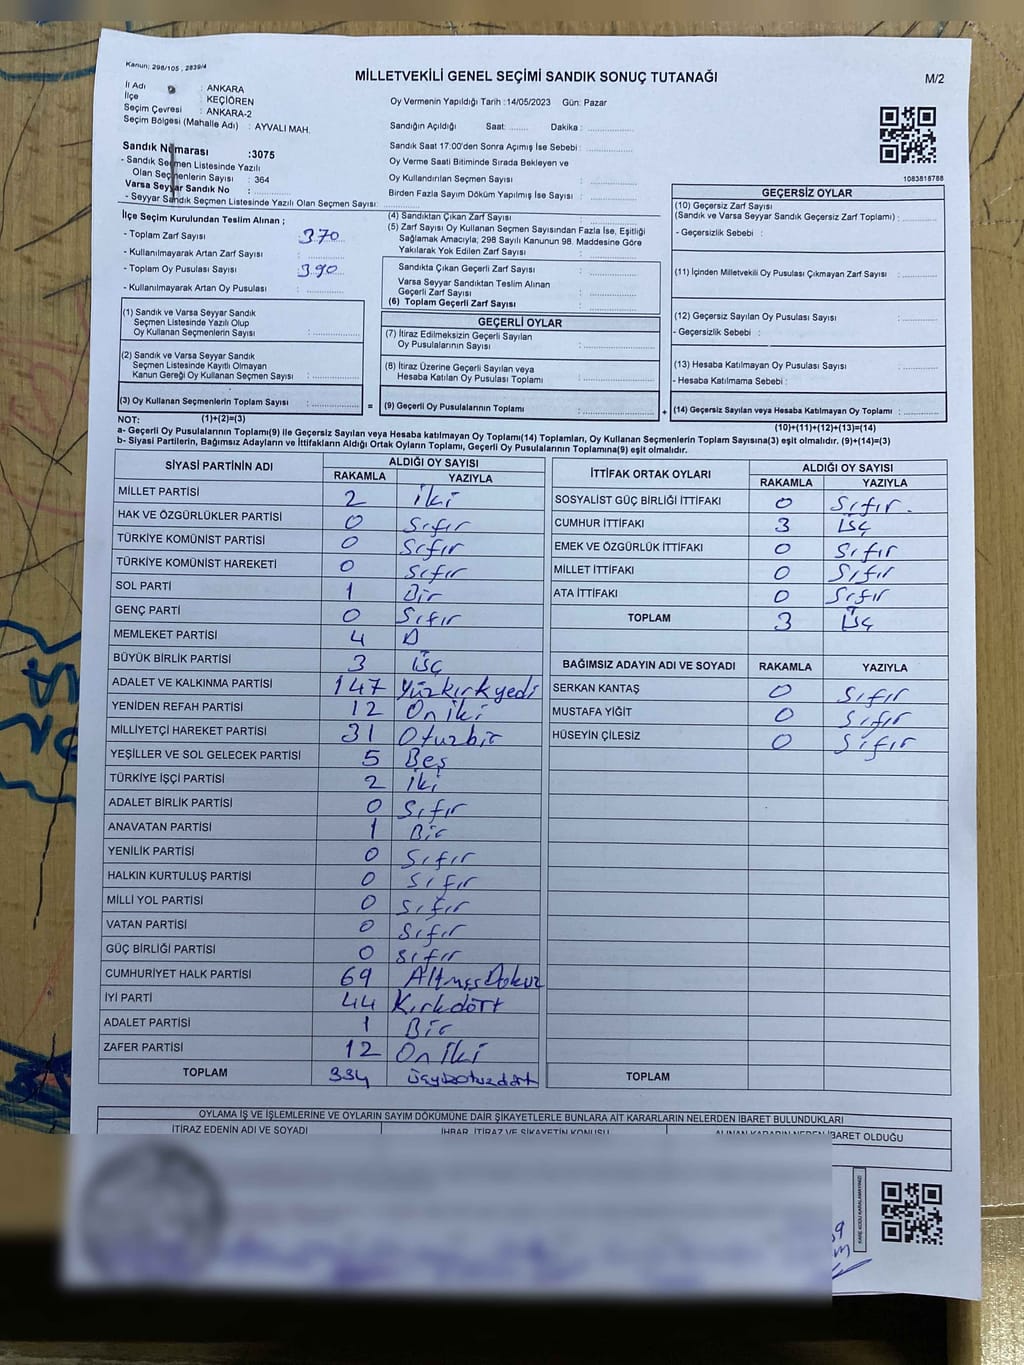 Kanun; 298/105 , 2839/4
MİLLETVEKİLİ GENEL SEÇİMİ SANDIK SONUÇ TUTANAĞI
M/2
İl Adı : ANKARA
İlçe : KEÇİÖREN
Seçim Çevresi : ANKARA-2
Seçim Bölgesi (Mahalle Adı) : AYVALI MAH.
Oy Vermenin Yapıldığı Tarih :14/05/2023 Gün: Pazar
Sandığın Açıldığı Saat: ........ Dakika : ................
Sandık Saat 17:00'den Sonra Açımış İse Sebebi : ................
Oy Verme Saati Bitiminde Sırada Bekleyen ve
Oy Kullandırılan Seçmen Sayısı : ................
Birden Fazla Sayım Döküm Yapılmış İse Sayısı : ................
Sandık Numarası :3075
- Sandık Seçmen Listesinde Yazılı
Olan Seçmenlerin Sayısı : 364
Varsa Seyyar Sandık No : ................
- Seyyar Sandık Seçmen Listesinde Yazılı Olan Seçmen Sayısı: ................
1083818788
İlçe Seçim Kurulundan Teslim Alınan ;
- Toplam Zarf Sayısı : 370
- Kullanılmayarak Artan Zarf Sayısı : ................
- Toplam Oy Pusulası Sayısı : 390
- Kullanılmayarak Artan Oy Pusulası : ................
(1) Sandık ve Varsa Seyyar Sandık
Seçmen Listesinde Yazılı Olup
Oy Kullanan Seçmenlerin Sayısı : ................
(2) Sandık ve Varsa Seyyar Sandık
Seçmen Listesinde Kayıtlı Olmayan
Kanun Gereği Oy Kullanan Seçmen Sayısı : ................
(3) Oy Kullanan Seçmenlerin Toplam Sayısı : ................ =
(1)+(2)=(3)
(4) Sandıktan Çıkan Zarf Sayısı : ................
(5) Zarf Sayısı Oy Kullanan Seçmen Sayısından Fazla İse, Eşitliği
Sağlamak Amacıyla; 298 Sayılı Kanunun 98. Maddesine Göre
Yakılarak Yok Edilen Zarf Sayısı : ................
Sandıkta Çıkan Geçerli Zarf Sayısı : ................
Varsa Seyyar Sandıktan Teslim Alınan
Geçerli Zarf Sayısı : ................
(6) Toplam Geçerli Zarf Sayısı : ................
GEÇERLİ OYLAR
(7) İtiraz Edilmeksizin Geçerli Sayılan
Oy Pusulalarının Sayısı : ................
(8) İtiraz Üzerine Geçerli Sayılan veya
Hesaba Katılan Oy Pusulası Toplamı : ................
(9) Geçerli Oy Pusulalarının Toplamı : ................ +
GEÇERSİZ OYLAR
(10) Geçersiz Zarf Sayısı
(Sandık ve Varsa Seyyar Sandık Geçersiz Zarf Toplamı) : ................
- Geçersizlik Sebebi :
(11) İçinden Milletvekili Oy Pusulası Çıkmayan Zarf Sayısı : ................
(12) Geçersiz Sayılan Oy Pusulası Sayısı : ................
- Geçersizlik Sebebi :
(13) Hesaba Katılmayan Oy Pusulası Sayısı : ................
- Hesaba Katılmama Sebebi :
(14) Geçersiz Sayılan veya Hesaba Katılmayan Oy Toplamı : ................
(10)+(11)+(12)+(13)=(14)
NOT:
a- Geçerli Oy Pusulalarının Toplamı(9) ile Geçersiz Sayılan veya Hesaba katılmayan Oy Toplamı(14) Toplamları, Oy Kullanan Seçmenlerin Toplam Sayısına(3) eşit olmalıdır. (9)+(14)=(3)
b- Siyasi Partilerin, Bağımsız Adayların ve İttifakların Aldığı Ortak Oyların Toplamı, Geçerli Oy Pusulalarının Toplamına(9) eşit olmalıdır.
SİYASİ PARTİNİN ADI ALDIĞI OY SAYISI
RAKAMLA YAZIYLA
MİLLET PARTİSİ 2 iki
HAK VE ÖZGÜRLÜKLER PARTİSİ 0 Sıfır
TÜRKİYE KOMÜNİST PARTİSİ 0 Sıfır
TÜRKİYE KOMÜNİST HAREKETİ 0 Sıfır
SOL PARTİ 1 Bir
GENÇ PARTİ 0 Sıfır
MEMLEKET PARTİSİ 4 D
BÜYÜK BİRLİK PARTİSİ 3 üç
ADALET VE KALKINMA PARTİSİ 147 Yüzkırkyedi
YENİDEN REFAH PARTİSİ 12 On iki
MİLLİYETÇİ HAREKET PARTİSİ 31 Otuzbir
YEŞİLLER VE SOL GELECEK PARTİSİ 5 Beş
TÜRKİYE İŞÇİ PARTİSİ 2 iki
ADALET BİRLİK PARTİSİ 0 Sıfır
ANAVATAN PARTİSİ 1 Bir
YENİLİK PARTİSİ 0 Sıfır
HALKIN KURTULUŞ PARTİSİ 0 Sıfır
MİLLİ YOL PARTİSİ 0 Sıfır
VATAN PARTİSİ 0 Sıfır
GÜÇ BİRLİĞİ PARTİSİ 0 Sıfır
CUMHURİYET HALK PARTİSİ 69 AltmışDokuz
İYİ PARTİ 44 Kırkdört
ADALET PARTİSİ 1 Bir
ZAFER PARTİSİ 12 On iki
TOPLAM 334 üçyüzotuzdört
İTTİFAK ORTAK OYLARI ALDIĞI OY SAYISI
RAKAMLA YAZIYLA
SOSYALİST GÜÇ BİRLİĞİ İTTİFAKI 0 Sıfır.
CUMHUR İTTİFAKI 3 üç
EMEK VE ÖZGÜRLÜK İTTİFAKI 0 Sıfır
MİLLET İTTİFAKI 0 Sıfır
ATA İTTİFAKI 0 Sıfır
TOPLAM 3 üç
BAĞIMSIZ ADAYIN ADI VE SOYADI RAKAMLA YAZIYLA
SERKAN KANTAŞ 0 Sıfır
MUSTAFA YİĞİT 0 Sıfır
HÜSEYİN ÇİLESİZ 0 Sıfır
TOPLAM
OYLAMA İŞ VE İŞLEMLERİNE VE OYLARIN SAYIM DÖKÜMÜNE DAİR ŞİKAYETLERLE BUNLARA AİT KARARLARIN NELERDEN İBARET BULUNDUKLARI
İTİRAZ EDENİN ADI VE SOYADI İHBAR, İTİRAZ VE ŞİKAYETİN KONUSU ALINAN KARARIN NEDEN İBARET OLDUĞU
KARE KODU KARALAMAYINIZ!